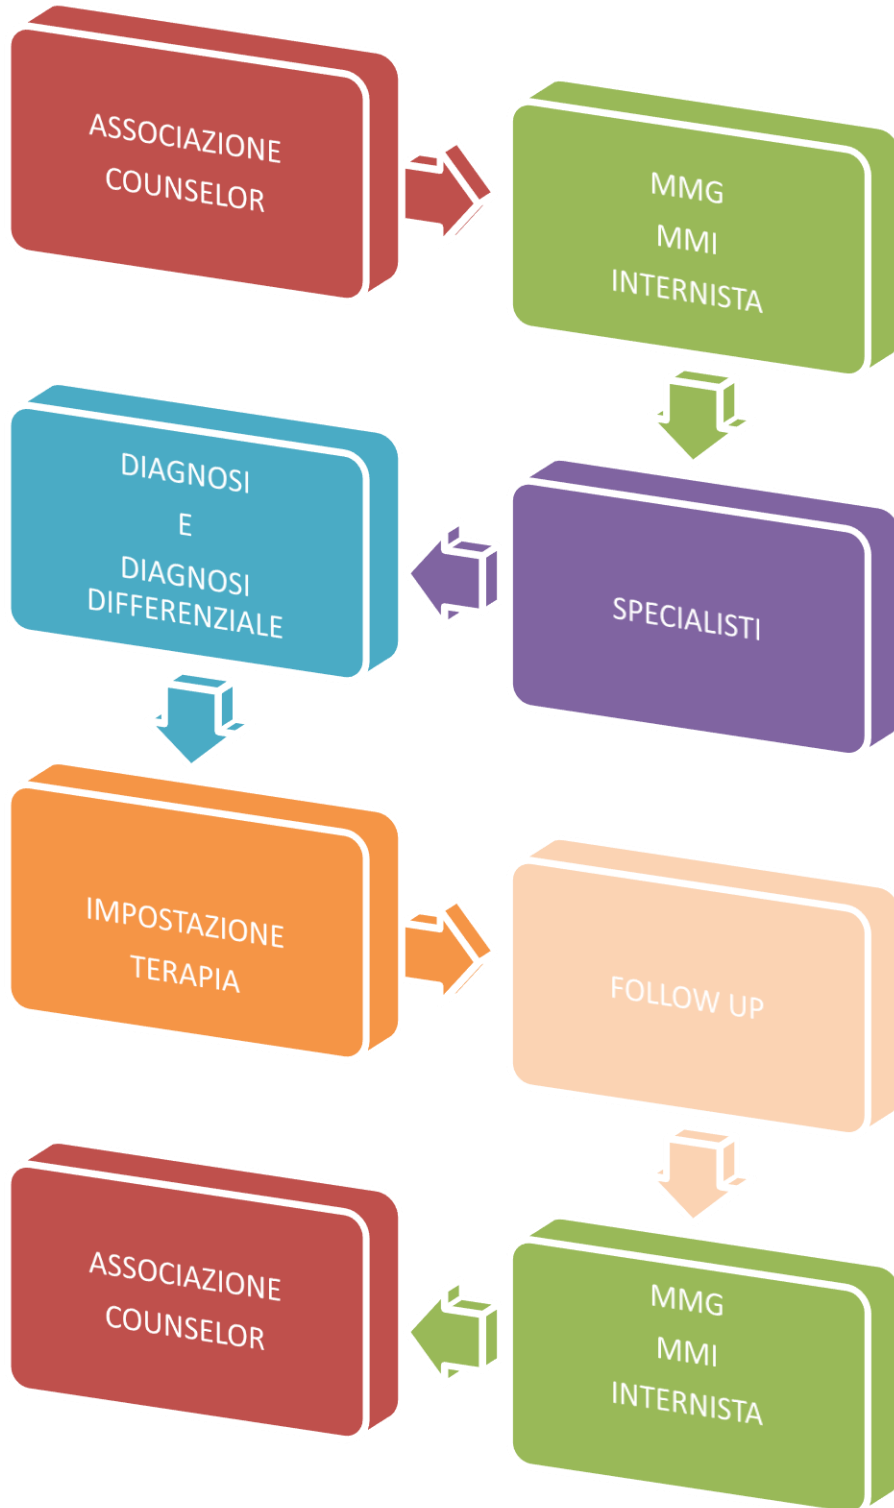 ASSOCIAZIONE
COUNSELOR
MMG
MMI
INTERNISTA
SPECIALISTI
DIAGNOSI
E
DIAGNOSI
DIFFERENZIALE
IMPOSTAZIONE
TERAPIA
FOLLOW UP
MMG
MMI
INTERNISTA
ASSOCIAZIONE
COUNSELOR